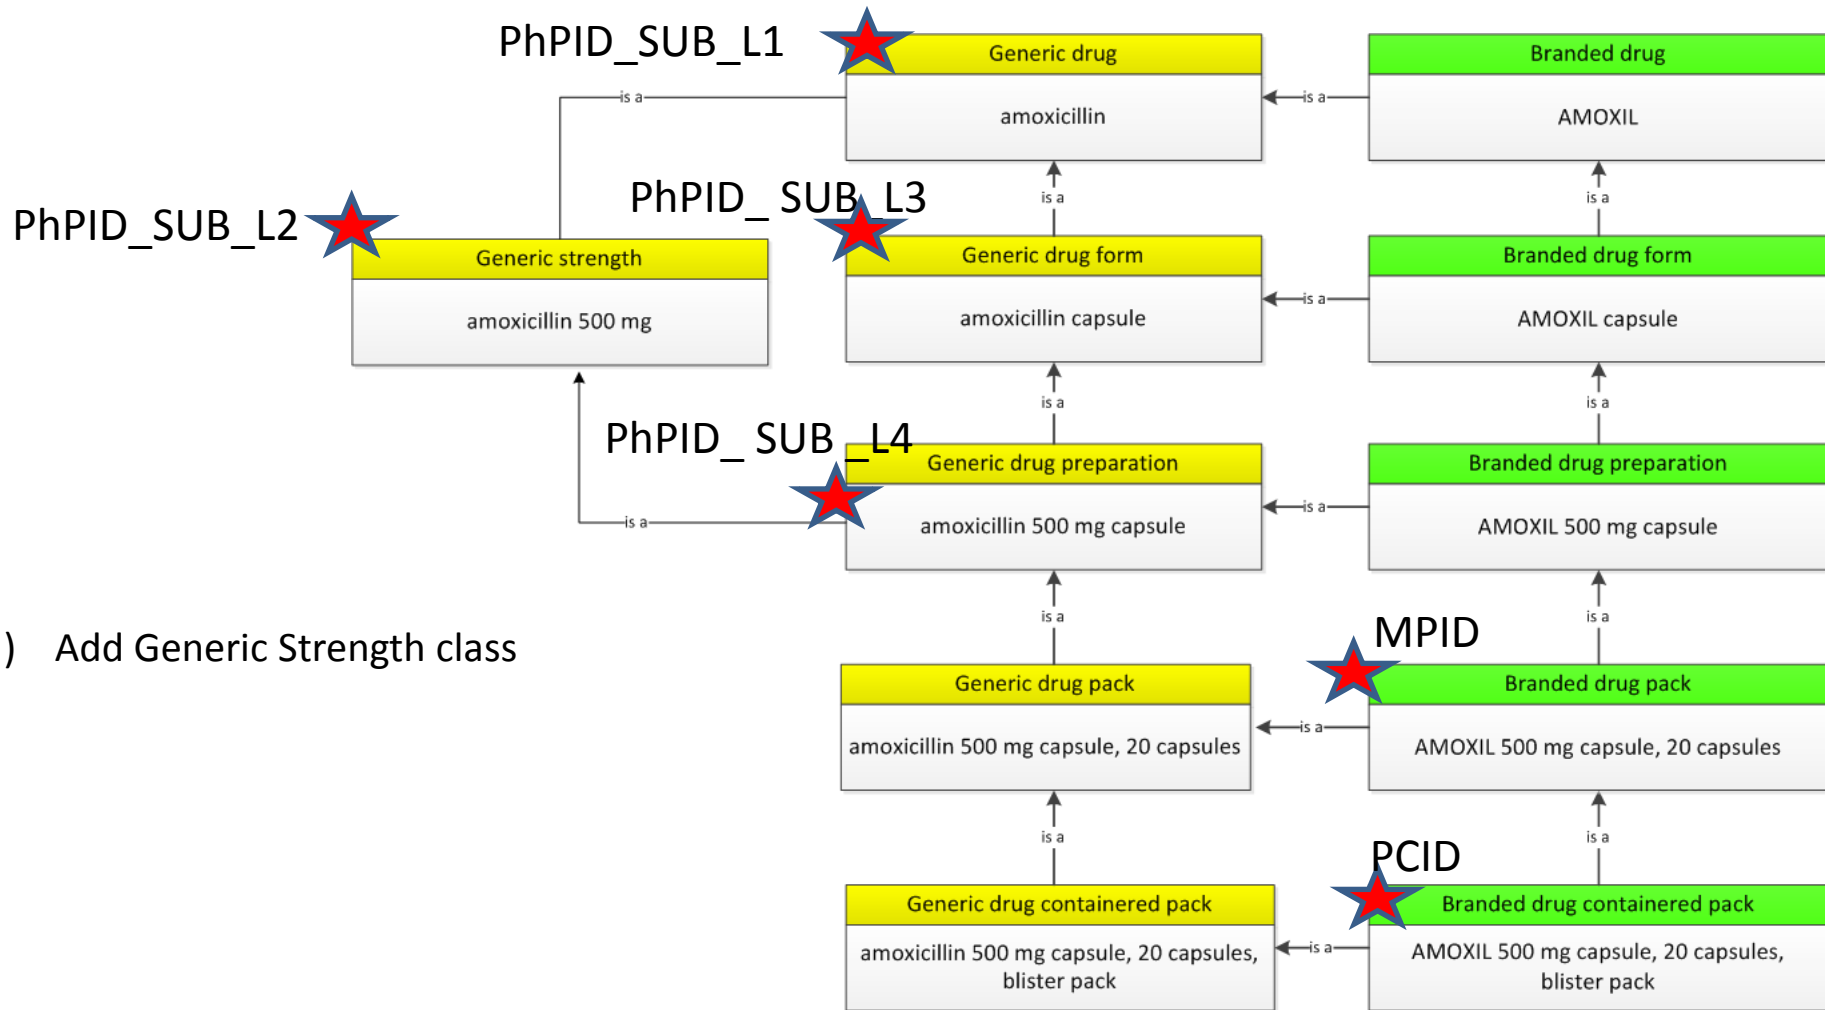 PhPID_SUB_L1
Generic drug
Branded drug
is a
amoxicillin
is a
AMOXIL
PhPID_SUB_L2
PhPID_ SUB_L3
is a
is a
Generic strength
Generic drug form
Branded drug form
amoxicillin 500 mg
amoxicillin capsule
is a
AMOXIL capsule
is a
is a
PhPID_ SUB _L4
Generic drug preparation
Branded drug preparation
is a
amoxicillin 500 mg capsule
is a
AMOXIL 500 mg capsule
is a
is a
) Add Generic Strength class
MPID
Generic drug pack
Branded drug pack
amoxicillin 500 mg capsule, 20 capsules
is a
AMOXIL 500 mg capsule, 20 capsules
is a
is a
PCID
Generic drug containered pack
Branded drug containered pack
amoxicillin 500 mg capsule, 20 capsules,
blister pack
is a
AMOXIL 500 mg capsule, 20 capsules,
blister pack